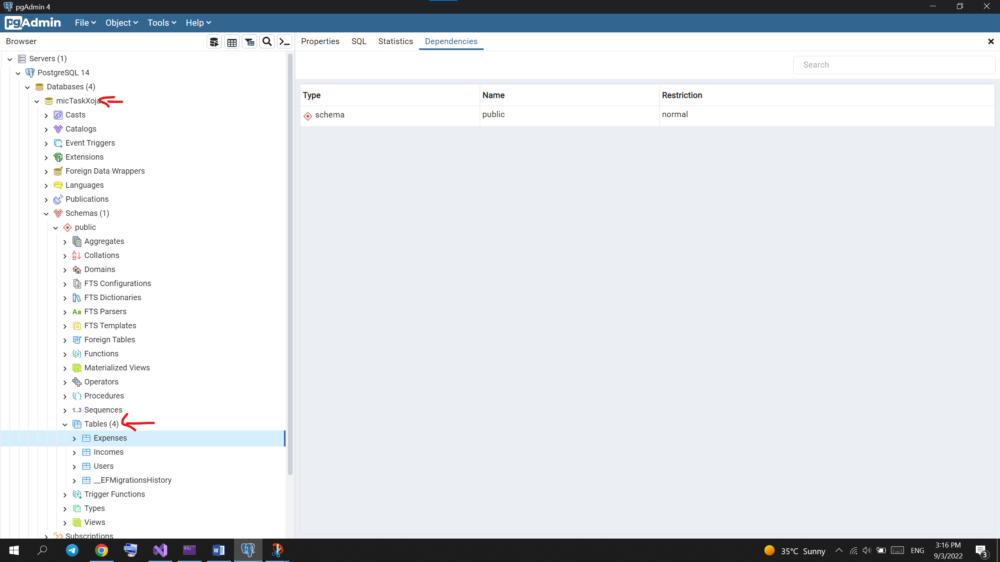 pgAdmin 4
pgAdmin File Object Tools Help
Browser
Properties SQL Statistics Dependencies
Search
Servers (1)
PostgreSQL 14
Databases (4)
micTaskXoja
Casts
Catalogs
Event Triggers
Extensions
Foreign Data Wrappers
Languages
Publications
Schemas (1)
public
Aggregates
Collations
Domains
FTS Configurations
FTS Dictionaries
Aa FTS Parsers
FTS Templates
Foreign Tables
Functions
Materialized Views
Operators
Procedures
1..3 Sequences
Tables (4)
Expenses
Incomes
Users
__EFMigrationsHistory
Trigger Functions
Types
Views
Subscriptions
Type Name Restriction
schema public normal
35°C Sunny
ENG
3:16 PM
9/3/2022
3